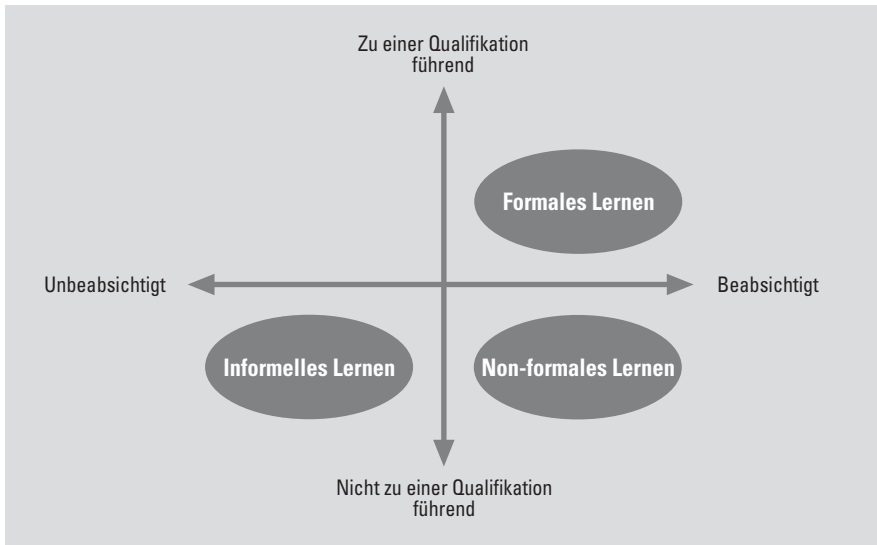 Zu einer Qualifikation
führend
Formales Lernen
Unbeabsichtigt
Beabsichtigt
Informelles Lernen
Non-formales Lernen
Nicht zu einer Qualifikation
führend